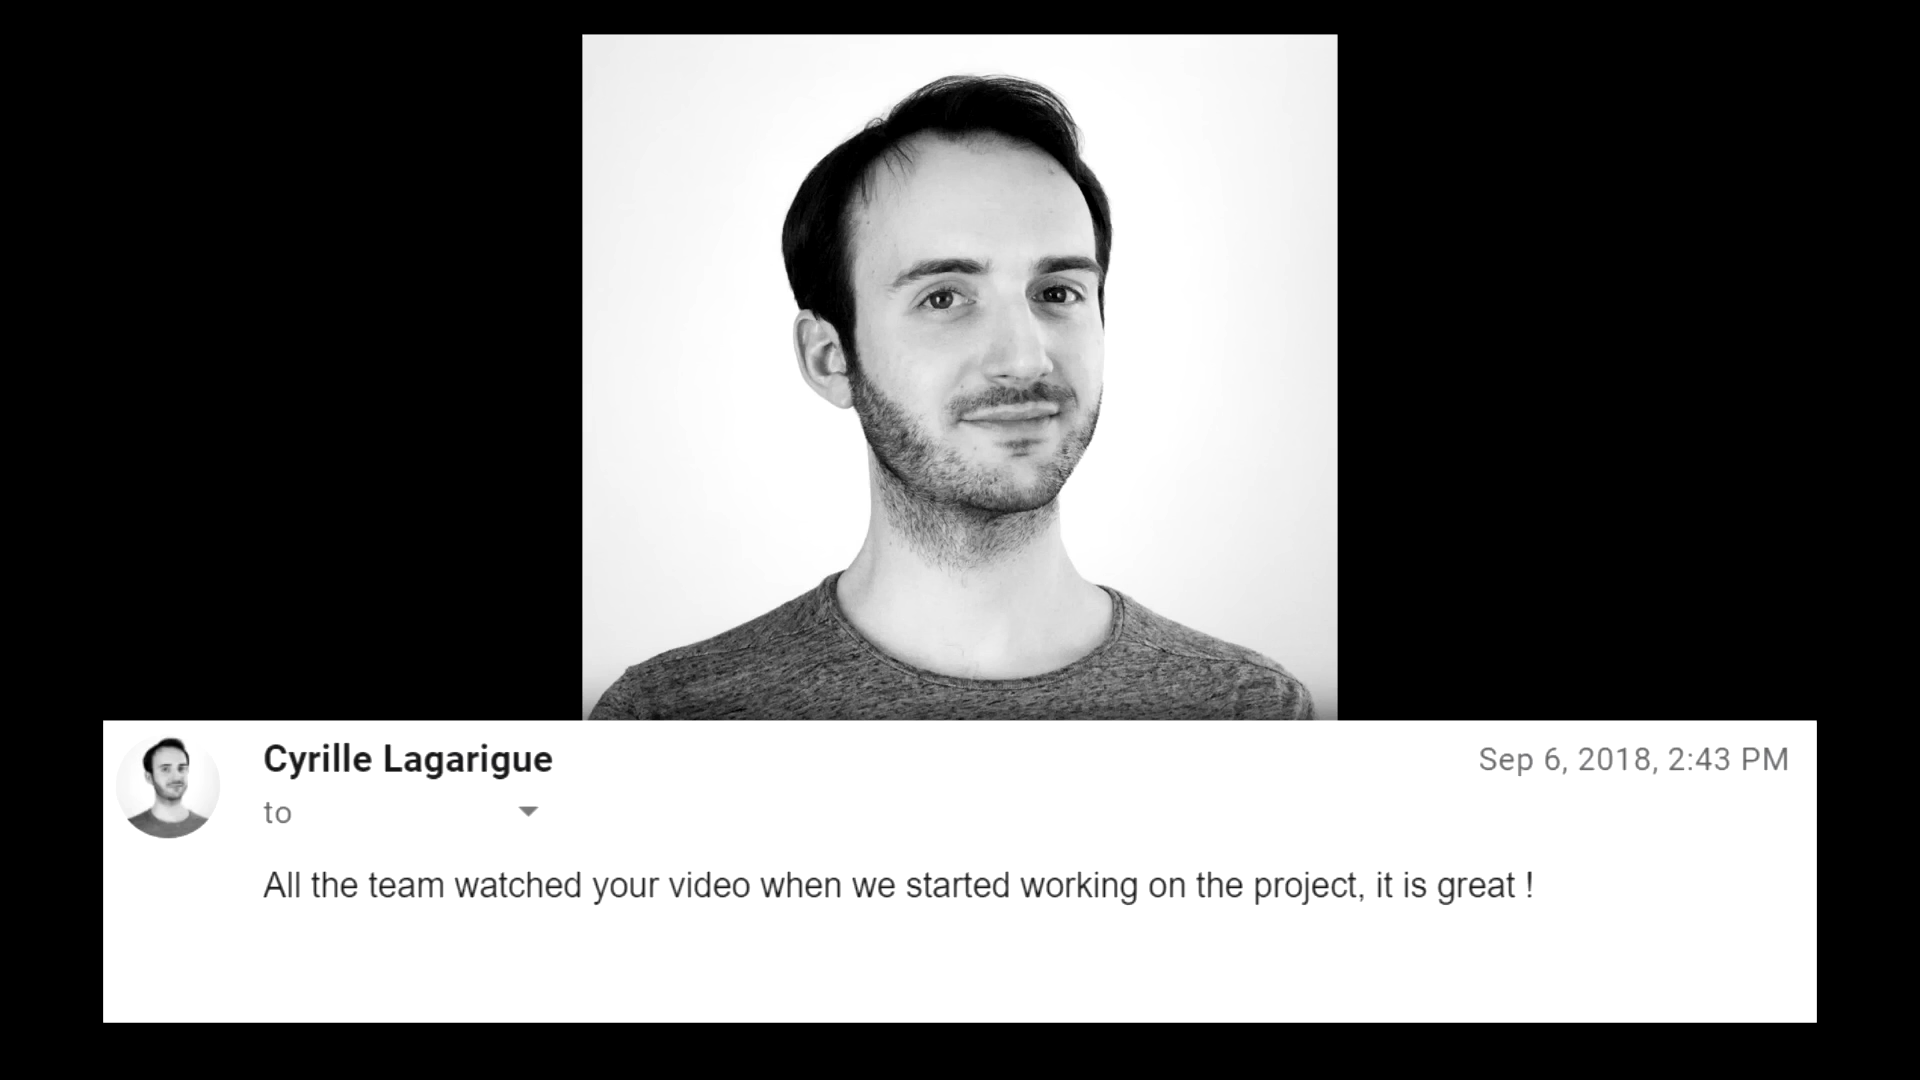 Cyrille Lagarigue
Sep 6, 2018, 2:43 PM
to
All the team watched your video when we started working on the project, it is great !